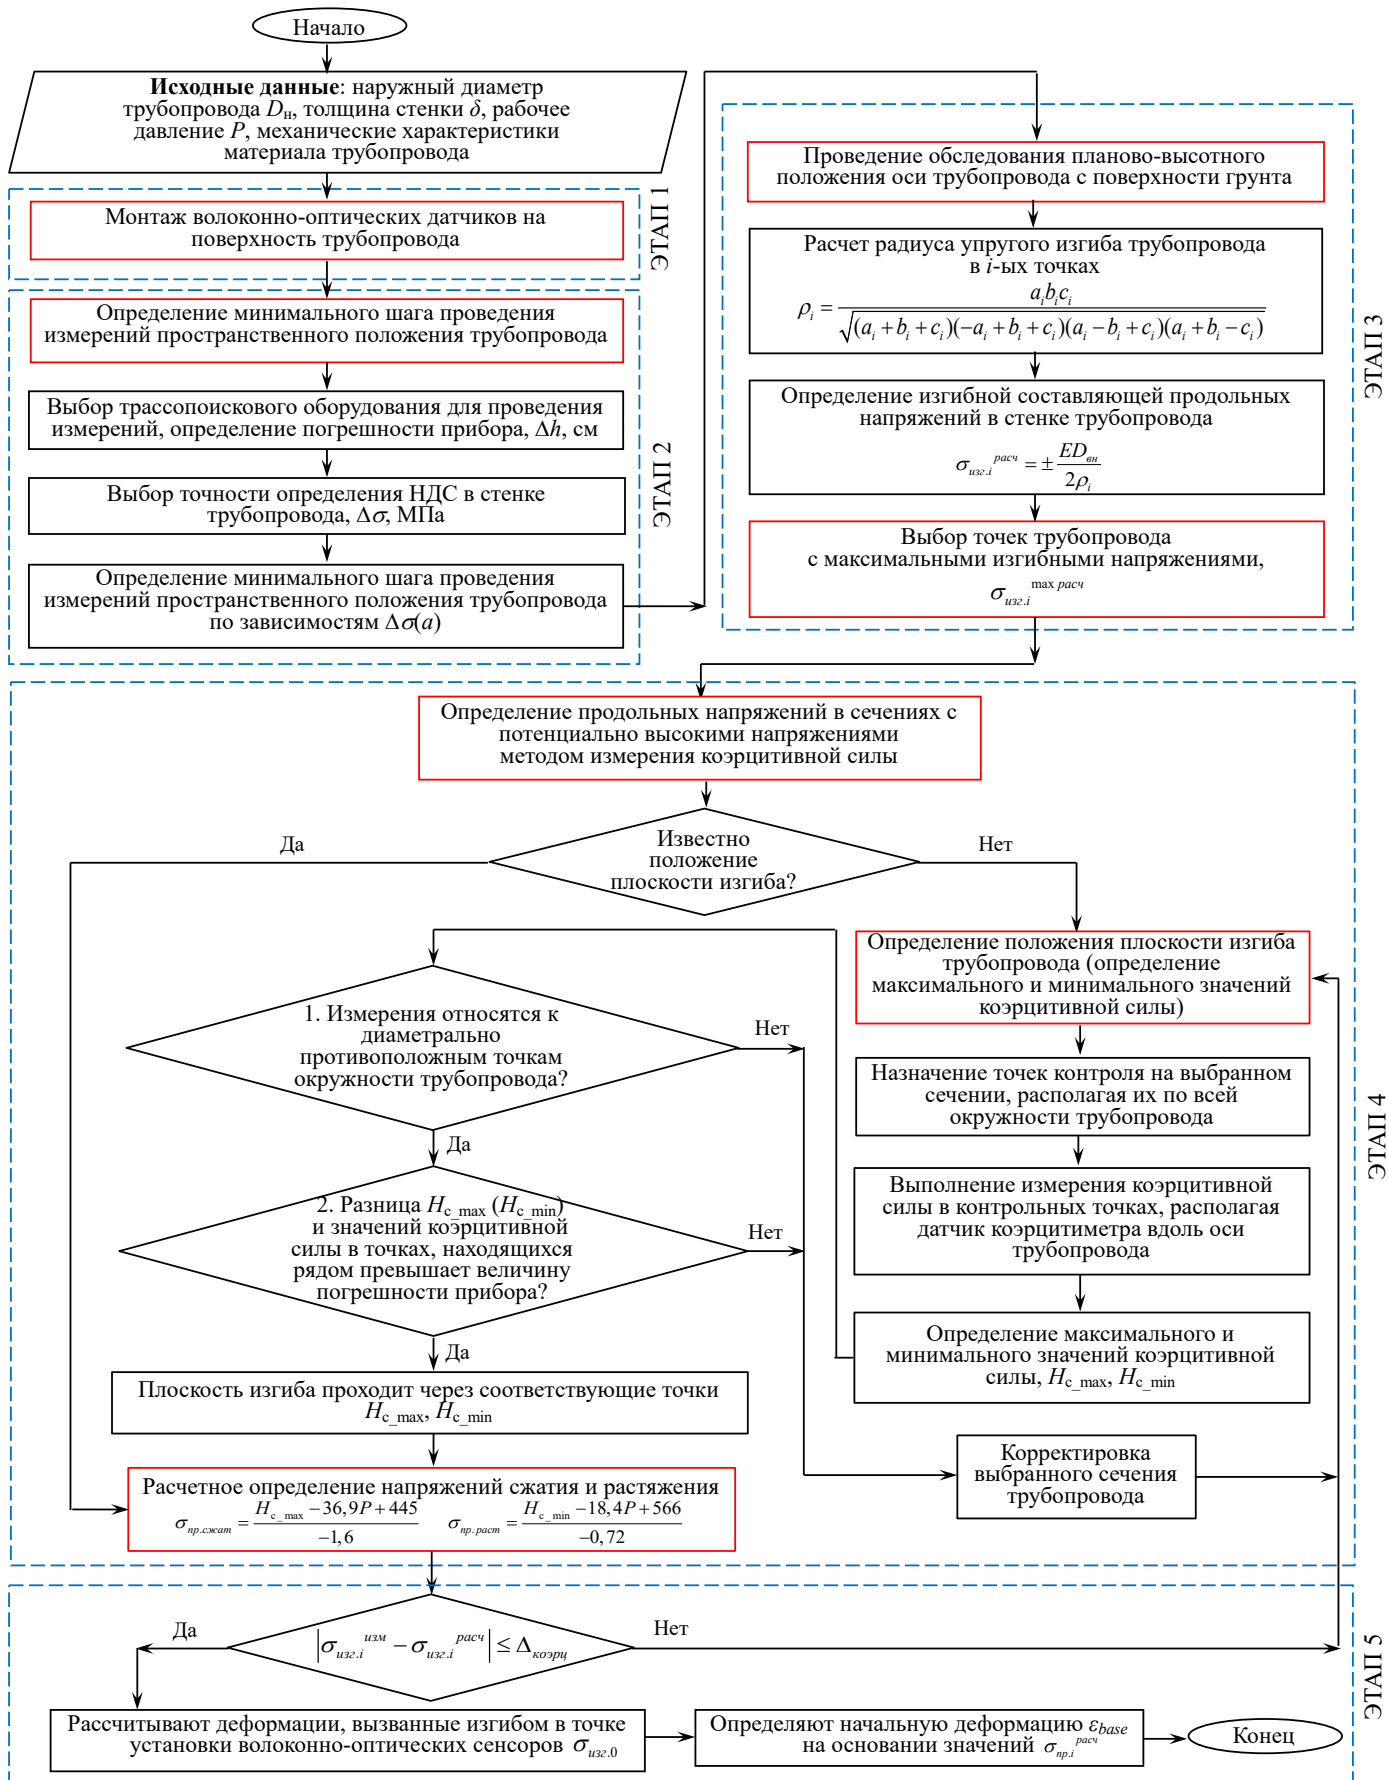 Начало
Исходные данные: наружный диаметр
трубопровода Dн, толщина стенки δ, рабочее
давление P, механические характеристики
материала трубопровода
Монтаж волоконно-оптических датчиков на
поверхность трубопровода
ЭТАП 1
Определение минимального шага проведения
измерений пространственного положения трубопровода
Выбор трассопоискового оборудования для проведения
измерений, определение погрешности прибора, Δh, см
Выбор точности определения НДС в стенке
трубопровода, Δσ, МПа
Определение минимального шага проведения
измерений пространственного положения трубопровода
по зависимостям Δσ(a)
ЭТАП 2
Проведение обследования планово-высотного
положения оси трубопровода с поверхности грунта
Расчет радиуса упругого изгиба трубопровода
в i-ых точках
ρi = aibici / √((ai + bi + ci)(−ai + bi + ci)(ai − bi + ci)(ai + bi − ci))
Определение изгибной составляющей продольных
напряжений в стенке трубопровода
σизг.i расч = ± EDвн / 2ρi
Выбор точек трубопровода
с максимальными изгибными напряжениями,
σизг.i max расч
ЭТАП 3
Определение продольных напряжений в сечениях с
потенциально высокими напряжениями
методом измерения коэрцитивной силы
Известно
положение
плоскости изгиба?
Да
Нет
Определение положения плоскости изгиба
трубопровода (определение
максимального и минимального значений
коэрцитивной силы)
Назначение точек контроля на выбранном
сечении, располагая их по всей
окружности трубопровода
Выполнение измерения коэрцитивной
силы в контрольных точках, располагая
датчик коэрцитиметра вдоль оси
трубопровода
Определение максимального и
минимального значений коэрцитивной
силы, Hc_max, Hc_min
1. Измерения относятся к
диаметрально
противоположным точкам
окружности трубопровода?
Нет
Да
2. Разница Hc_max (Hc_min)
и значений коэрцитивной
силы в точках, находящихся
рядом превышает величину
погрешности прибора?
Нет
Да
Плоскость изгиба проходит через соответствующие точки
Hc_max, Hc_min
Корректировка
выбранного сечения
трубопровода
Расчетное определение напряжений сжатия и растяжения
σпр.сжат = (Hc_max − 36,9P + 445) / −1,6 σпр.раст = (Hc_min − 18,4P + 566) / −0,72
ЭТАП 4
|σизг.i изм − σизг.i расч| ≤ Δкоэрц
Да
Нет
Рассчитывают деформации, вызванные изгибом в точке
установки волоконно-оптических сенсоров σизг.0
Определяют начальную деформацию εbase
на основании значений σпр.i расч
Конец
ЭТАП 5